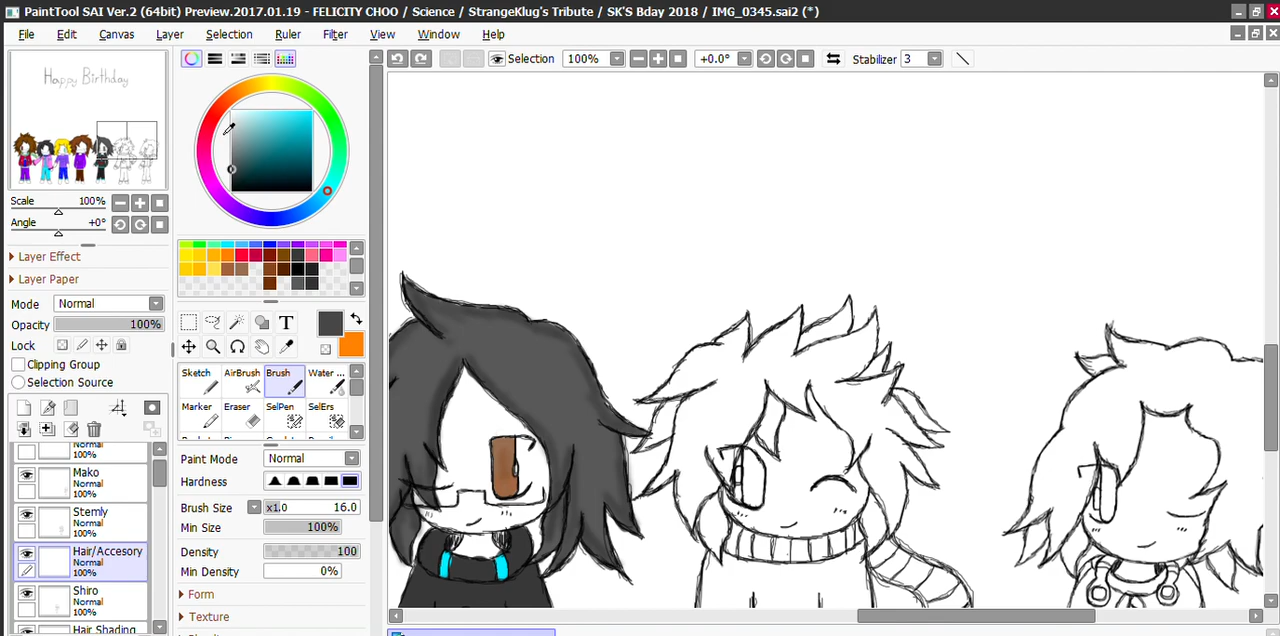 PaintTool SAI Ver.2 (64bit) Preview.2017.01.19 - FELICITY CHOO / Science / StrangeKlug's Tribute / SK'S Bday 2018 / IMG_0345.sai2 (*)
File Edit Canvas Layer Selection Ruler Filter View Window Help
Selection 100% +0.0° Stabilizer 3
Happy Birthday
Scale 100%
Angle +0°
Layer Effect
Layer Paper
Mode Normal
Opacity 100%
Lock
Clipping Group
Selection Source
Normal
100%
Mako
Normal
100%
Stemly
Normal
100%
Hair/Accesory
Normal
100%
Shiro
Normal
100%
Hair Shading
T
Sketch AirBrush Brush Water ...
Marker Eraser SelPen SelErs
Paint Mode Normal
Hardness
Brush Size x1.0 16.0
Min Size 100%
Density 100
Min Density 0%
Form
Texture